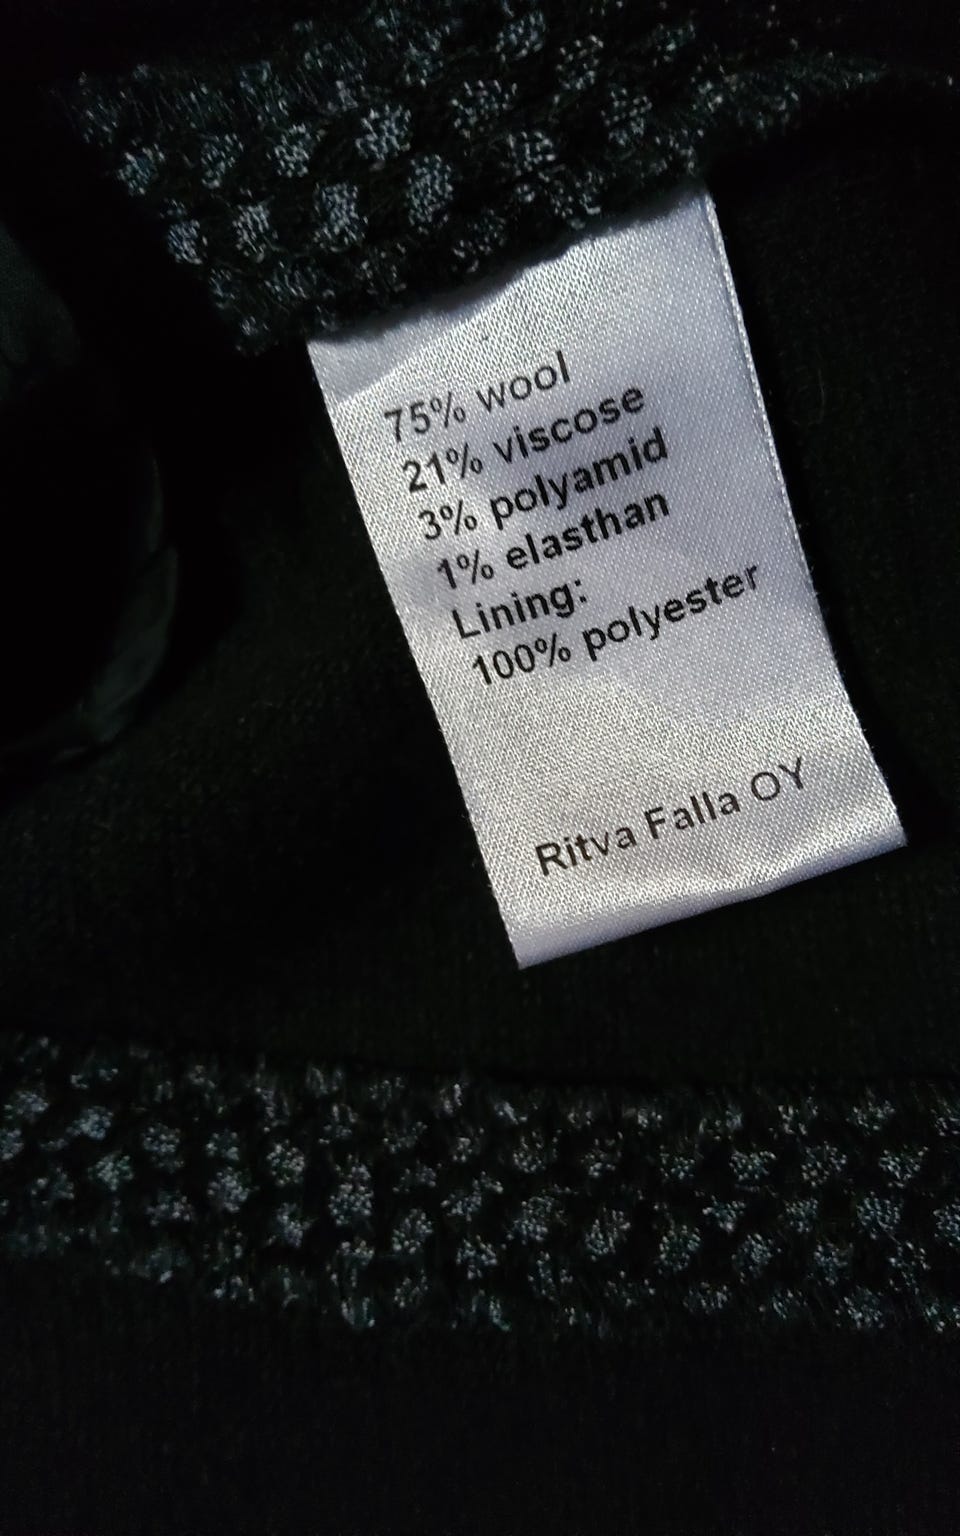 75% wool
21% viscose
3% polyamid
1% elasthan
Lining:
100% polyester
Ritva Falla OY